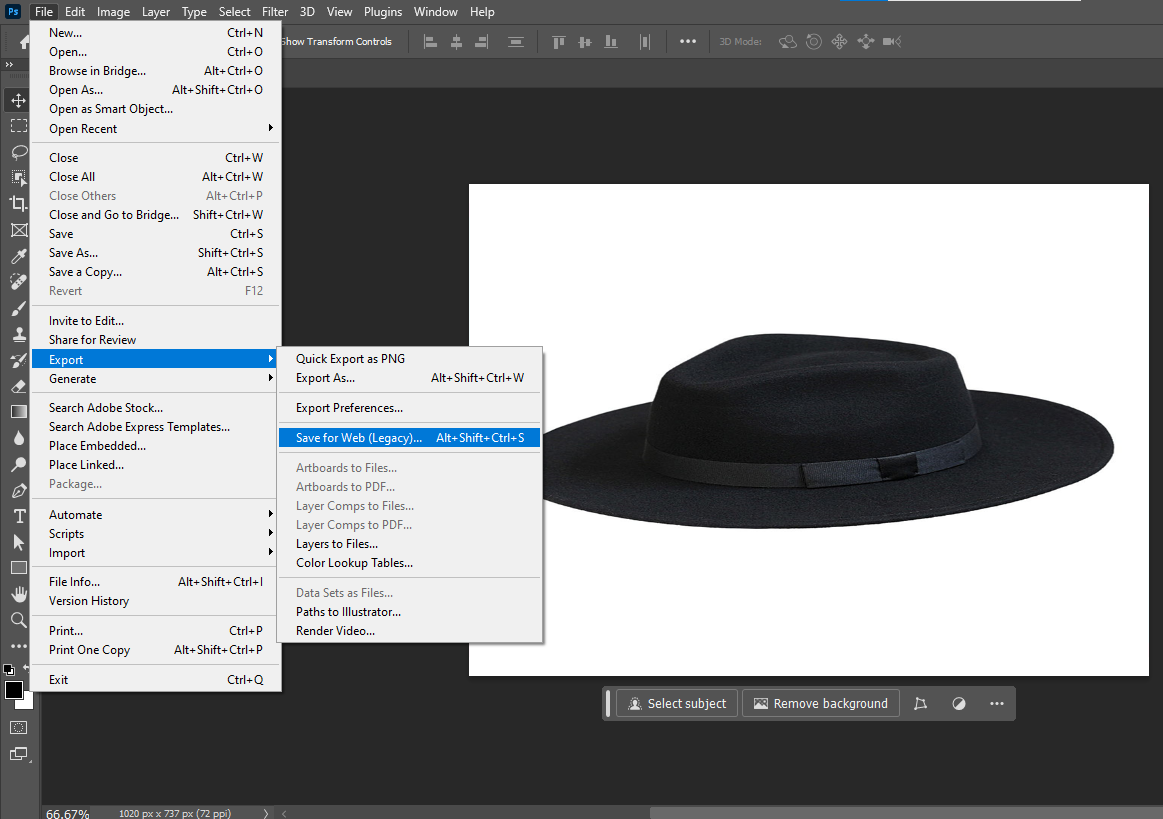 Ps File Edit Image Layer Type Select Filter 3D View Plugins Window Help
Show Transform Controls 3D Mode:
New... Ctrl+N
Open... Ctrl+O
Browse in Bridge... Alt+Ctrl+O
Open As... Alt+Shift+Ctrl+O
Open as Smart Object...
Open Recent
Close Ctrl+W
Close All Alt+Ctrl+W
Close Others Alt+Ctrl+P
Close and Go to Bridge... Shift+Ctrl+W
Save Ctrl+S
Save As... Shift+Ctrl+S
Save a Copy... Alt+Ctrl+S
Revert F12
Invite to Edit...
Share for Review
Export
Generate
Search Adobe Stock...
Search Adobe Express Templates...
Place Embedded...
Place Linked...
Package...
Automate
Scripts
Import
File Info... Alt+Shift+Ctrl+I
Version History
Print... Ctrl+P
Print One Copy Alt+Shift+Ctrl+P
Exit Ctrl+Q
Quick Export as PNG
Export As... Alt+Shift+Ctrl+W
Export Preferences...
Save for Web (Legacy)... Alt+Shift+Ctrl+S
Artboards to Files...
Artboards to PDF...
Layer Comps to Files...
Layer Comps to PDF...
Layers to Files...
Color Lookup Tables...
Data Sets as Files...
Paths to Illustrator...
Render Video...
Select subject Remove background
66.67% 1020 px x 737 px (72 ppi)